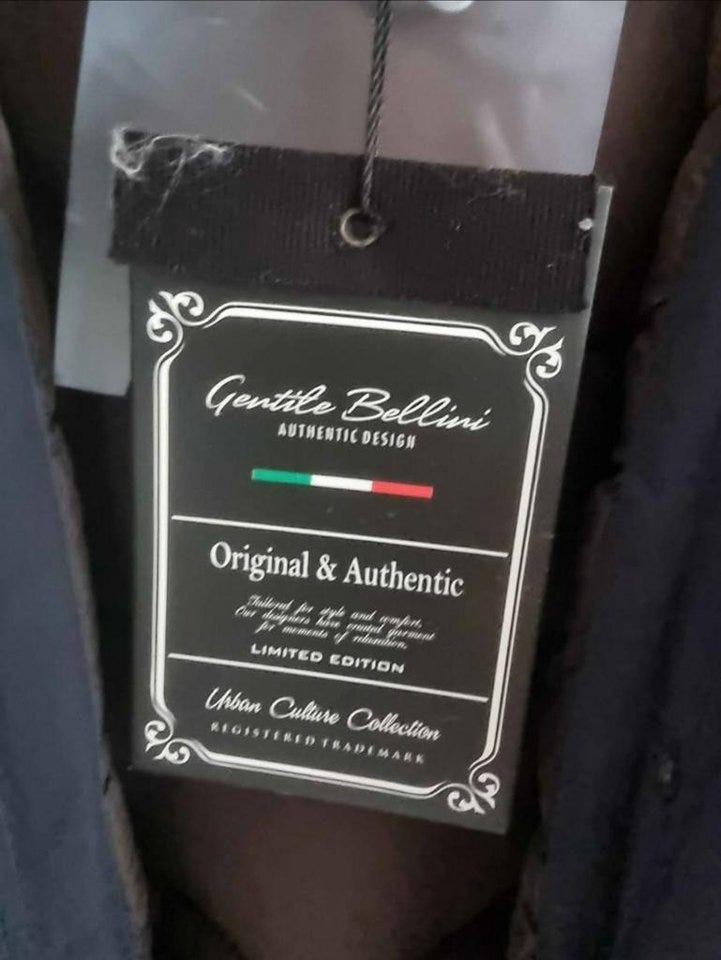 Gentile Bellini
AUTHENTIC DESIGN
Original & Authentic
Tailored for style and comfort.
Our designers have created garment
for moments of relaxation.
LIMITED EDITION
Urban Culture Collection
REGISTERED TRADEMARK